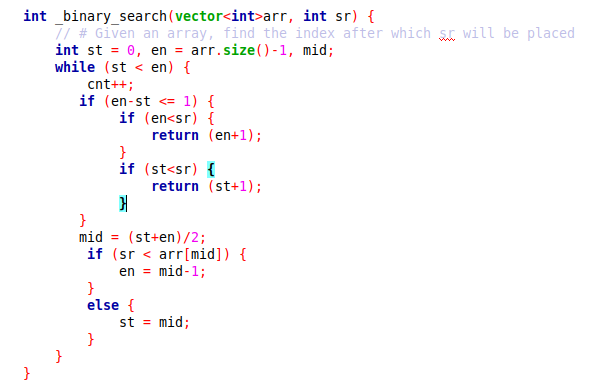 int _binary_search(vector<int>arr, int sr) {
    // # Given an array, find the index after which sr will be placed
    int st = 0, en = arr.size()-1, mid;
    while (st < en) {
        cnt++;
       if (en-st <= 1) {
            if (en<sr) {
                return (en+1);
            }
            if (st<sr) {
                return (st+1);
            }
       }
       mid = (st+en)/2;
        if (sr < arr[mid]) {
            en = mid-1;
        }
        else {
            st = mid;
        }
    }
}